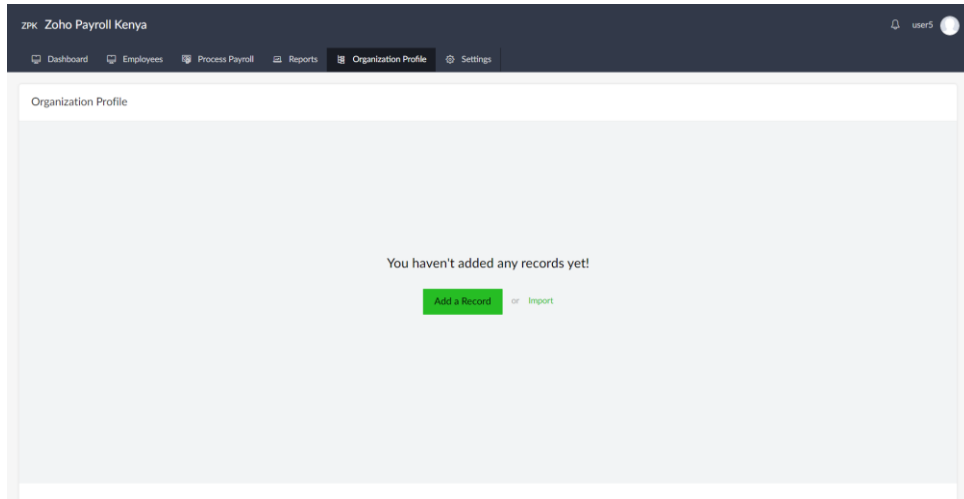 ZPK Zoho Payroll Kenya
user5
Dashboard Employees Process Payroll Reports Organization Profile Settings
Organization Profile
You haven't added any records yet!
Add a Record or Import